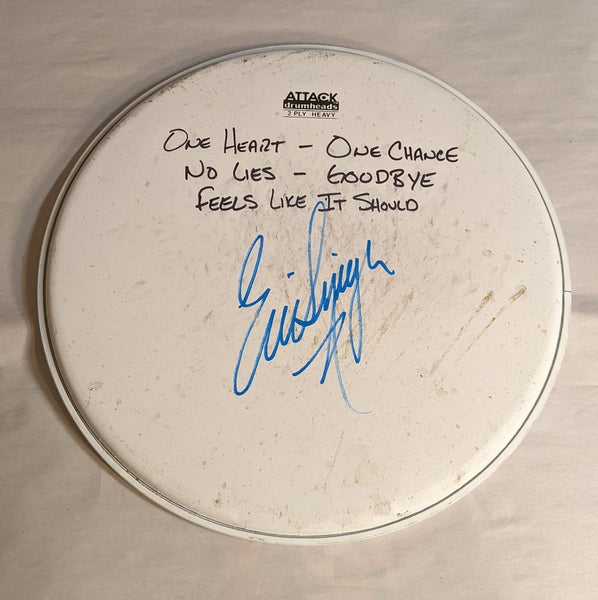 ATTACK
drumheads
2 PLY HEAVY
ONE HEART – ONE CHANCE
NO LIES – GOODBYE
FEELS LIKE IT SHOULD
Eric Singer